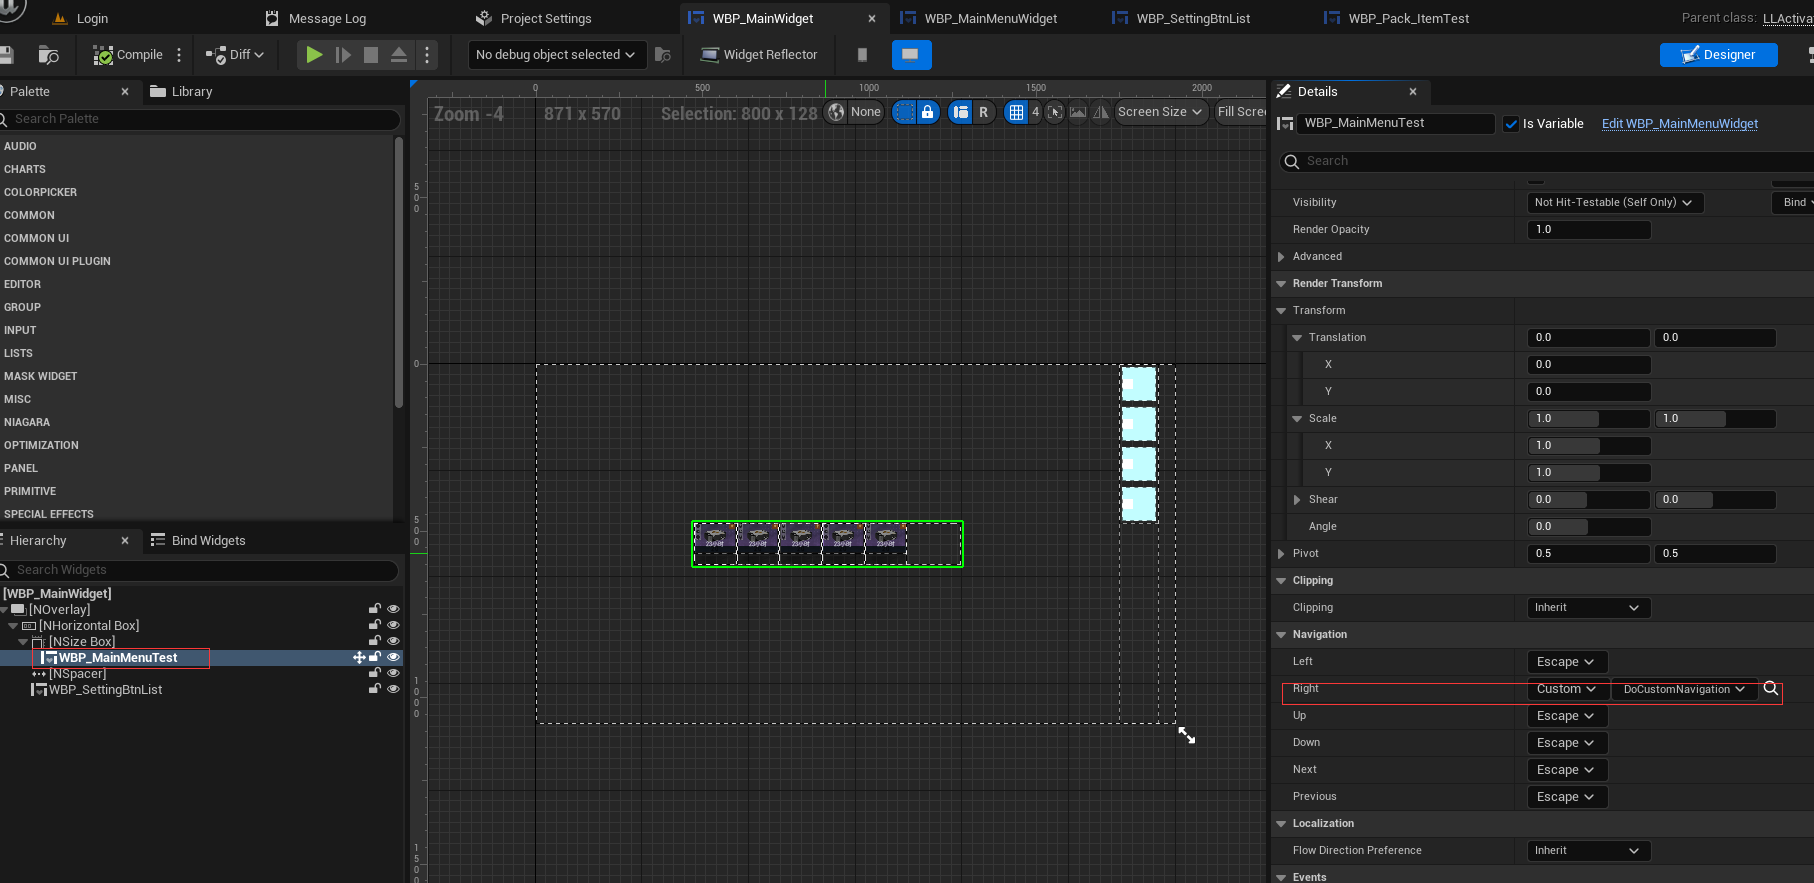 Login
Message Log
Project Settings
WBP_MainWidget
WBP_MainMenuWidget
WBP_SettingBtnList
WBP_Pack_ItemTest
Parent class: LLActiva
Compile
Diff
No debug object selected
Widget Reflector
Designer
Palette
Library
Search Palette
AUDIO
CHARTS
COLORPICKER
COMMON
COMMON UI
COMMON UI PLUGIN
EDITOR
GROUP
INPUT
LISTS
MASK WIDGET
MISC
NIAGARA
OPTIMIZATION
PANEL
PRIMITIVE
SPECIAL EFFECTS
Hierarchy
Bind Widgets
Search Widgets
[WBP_MainWidget]
[NOverlay]
[NHorizontal Box]
[NSize Box]
WBP_MainMenuTest
[NSpacer]
WBP_SettingBtnList
0
500
1000
1500
2000
Zoom -4
871 x 570
Selection: 800 x 128
None
R
4
Screen Size
Fill Scre
500
0
500
1000
1500
Details
WBP_MainMenuTest
Is Variable
Edit WBP_MainMenuWidget
Search
Visibility
Not Hit-Testable (Self Only)
Bind
Render Opacity
1.0
Advanced
Render Transform
Transform
Translation
0.0
0.0
X
0.0
Y
0.0
Scale
1.0
1.0
X
1.0
Y
1.0
Shear
0.0
0.0
Angle
0.0
Pivot
0.5
0.5
Clipping
Clipping
Inherit
Navigation
Left
Escape
Right
Custom
DoCustomNavigation
Up
Escape
Down
Escape
Next
Escape
Previous
Escape
Localization
Flow Direction Preference
Inherit
Events